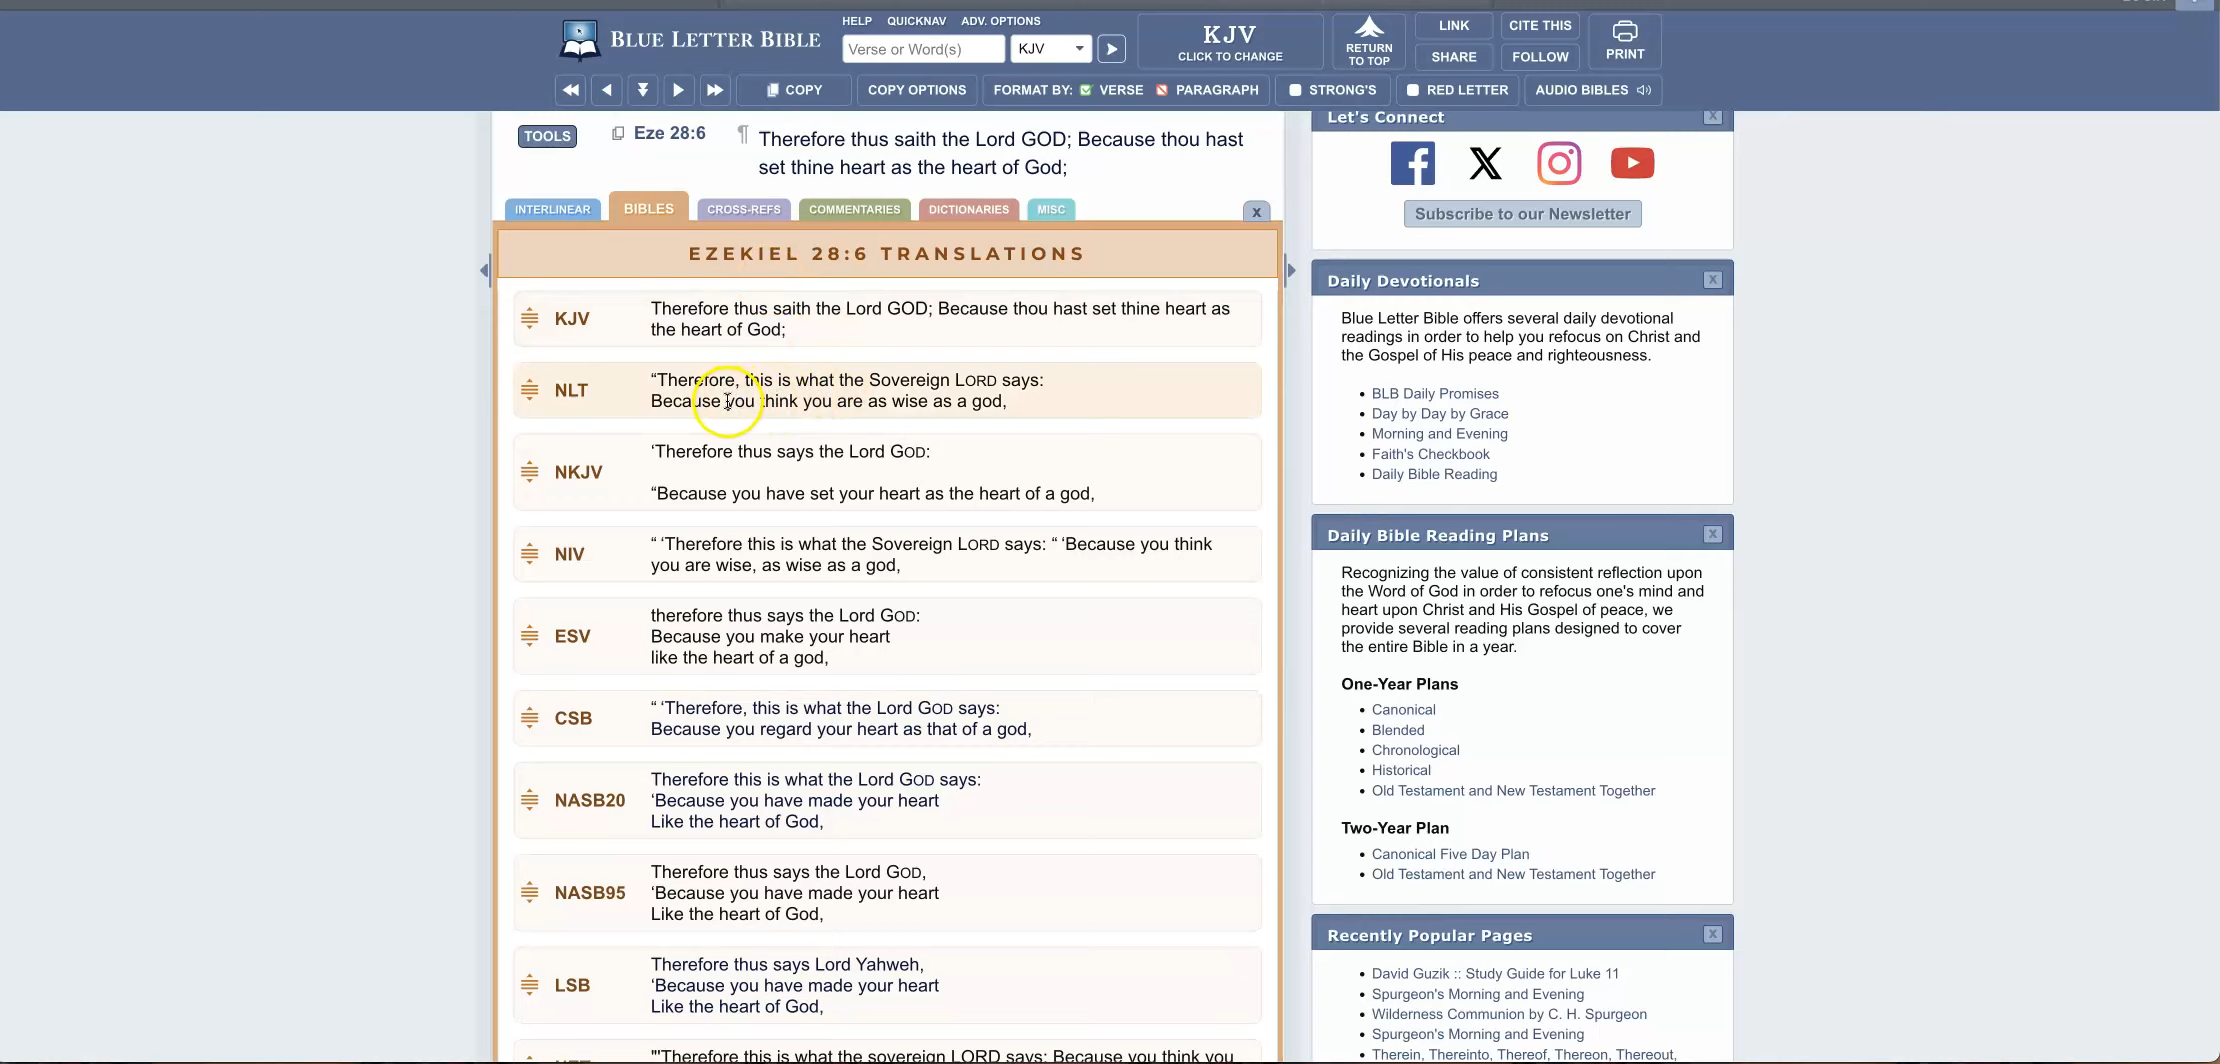 BLUE LETTER BIBLE
HELP QUICKNAV ADV. OPTIONS
Verse or Word(s) KJV
KJV
CLICK TO CHANGE
RETURN
TO TOP
LINK CITE THIS
SHARE FOLLOW
PRINT
COPY COPY OPTIONS FORMAT BY: VERSE PARAGRAPH STRONG'S RED LETTER AUDIO BIBLES
TOOLS Eze 28:6 ¶ Therefore thus saith the Lord GOD; Because thou hast
set thine heart as the heart of God;
INTERLINEAR BIBLES CROSS-REFS COMMENTARIES DICTIONARIES MISC X
EZEKIEL 28:6 TRANSLATIONS
KJV Therefore thus saith the Lord GOD; Because thou hast set thine heart as
the heart of God;
NLT “Therefore, this is what the Sovereign LORD says:
Because you think you are as wise as a god,
NKJV ‘Therefore thus says the Lord GOD:
“Because you have set your heart as the heart of a god,
NIV “ ‘Therefore this is what the Sovereign LORD says: “ ‘Because you think
you are wise, as wise as a god,
ESV therefore thus says the Lord GOD:
Because you make your heart
like the heart of a god,
CSB “ ‘Therefore, this is what the Lord GOD says:
Because you regard your heart as that of a god,
NASB20 Therefore this is what the Lord GOD says:
‘Because you have made your heart
Like the heart of God,
NASB95 Therefore thus says the Lord GOD,
‘Because you have made your heart
Like the heart of God,
LSB Therefore thus says Lord Yahweh,
‘Because you have made your heart
Like the heart of God,
"'Therefore this is what the sovereign LORD says: Because you think you
Let's Connect X
Subscribe to our Newsletter
Daily Devotionals X
Blue Letter Bible offers several daily devotional
readings in order to help you refocus on Christ and
the Gospel of His peace and righteousness.
• BLB Daily Promises
• Day by Day by Grace
• Morning and Evening
• Faith's Checkbook
• Daily Bible Reading
Daily Bible Reading Plans X
Recognizing the value of consistent reflection upon
the Word of God in order to refocus one's mind and
heart upon Christ and His Gospel of peace, we
provide several reading plans designed to cover
the entire Bible in a year.
One-Year Plans
• Canonical
• Blended
• Chronological
• Historical
• Old Testament and New Testament Together
Two-Year Plan
• Canonical Five Day Plan
• Old Testament and New Testament Together
Recently Popular Pages X
• David Guzik :: Study Guide for Luke 11
• Spurgeon's Morning and Evening
• Wilderness Communion by C. H. Spurgeon
• Spurgeon's Morning and Evening
• Therein, Thereinto, Thereof, Thereon, Thereout,